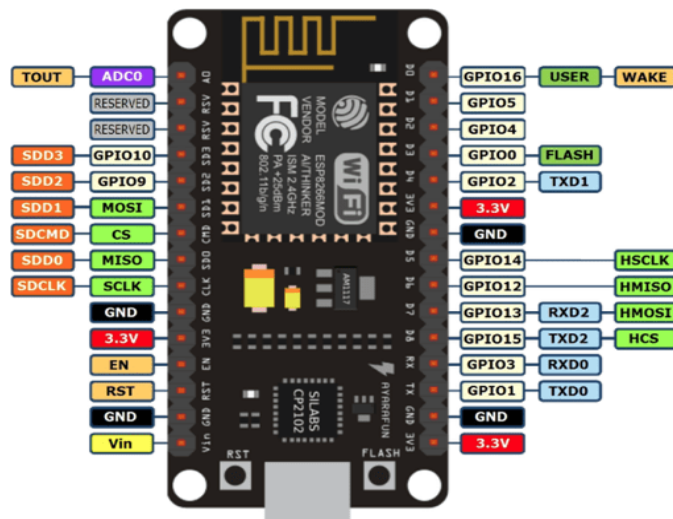 TOUT ADC0 A0 D0 GPIO16 USER WAKE
RESERVED RSV D1 GPIO5
RESERVED RSV D2 GPIO4
SDD3 GPIO10 SD3 D3 GPIO0 FLASH
SDD2 GPIO9 SD2 D4 GPIO2 TXD1
SDD1 MOSI SD1 3V3 3.3V
SDCMD CS CMD GND GND
SDD0 MISO SD0 D5 GPIO14 HSCLK
SDCLK SCLK CLK D6 GPIO12 HMISO
GND GND D7 GPIO13 RXD2 HMOSI
3.3V 3V3 D8 GPIO15 TXD2 HCS
EN EN RX GPIO3 RXD0
RST RST TX GPIO1 TXD0
GND GND GND GND
Vin Vin 3V3 3.3V
FC
WiFi
MODEL ESP8266MOD
VENDOR AI/THINKER
ISM 2.4GHz
PA +25dBm
802.11b/g/n
AM1117
SILABS
CP2102
AYARAFUN
RST
FLASH